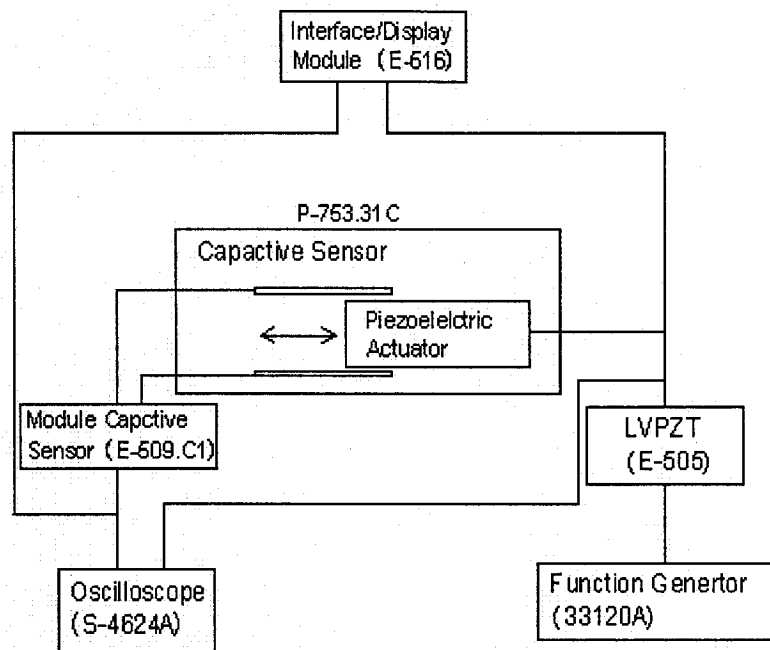 Interface/Display
Module (E-516)
P-753.31C
Capactive Sensor
Piezoelelctric
Actuator
Module Capctive
Sensor (E-509.C1)
LVPZT
(E-505)
Oscilloscope
(S-4624A)
Function Genertor
(33120A)